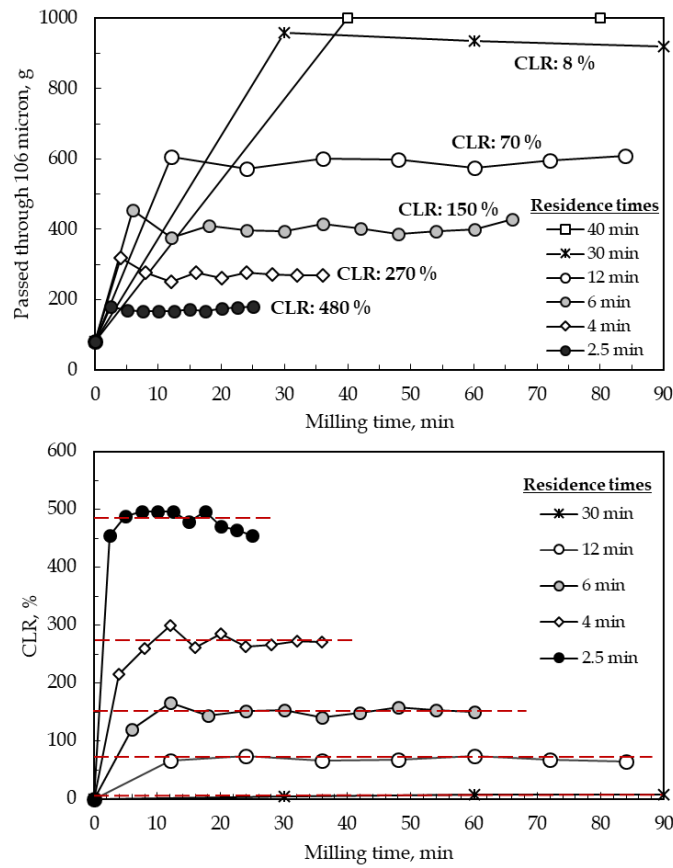 Passed through 106 micron, g
1000
800
600
400
200
0
CLR: 8 %
CLR: 70 %
CLR: 150 %
CLR: 270 %
CLR: 480 %
Residence times
40 min
30 min
12 min
6 min
4 min
2.5 min
0 10 20 30 40 50 60 70 80 90
Milling time, min
CLR, %
600
500
400
300
200
100
0
Residence times
30 min
12 min
6 min
4 min
2.5 min
0 10 20 30 40 50 60 70 80 90
Milling time, min